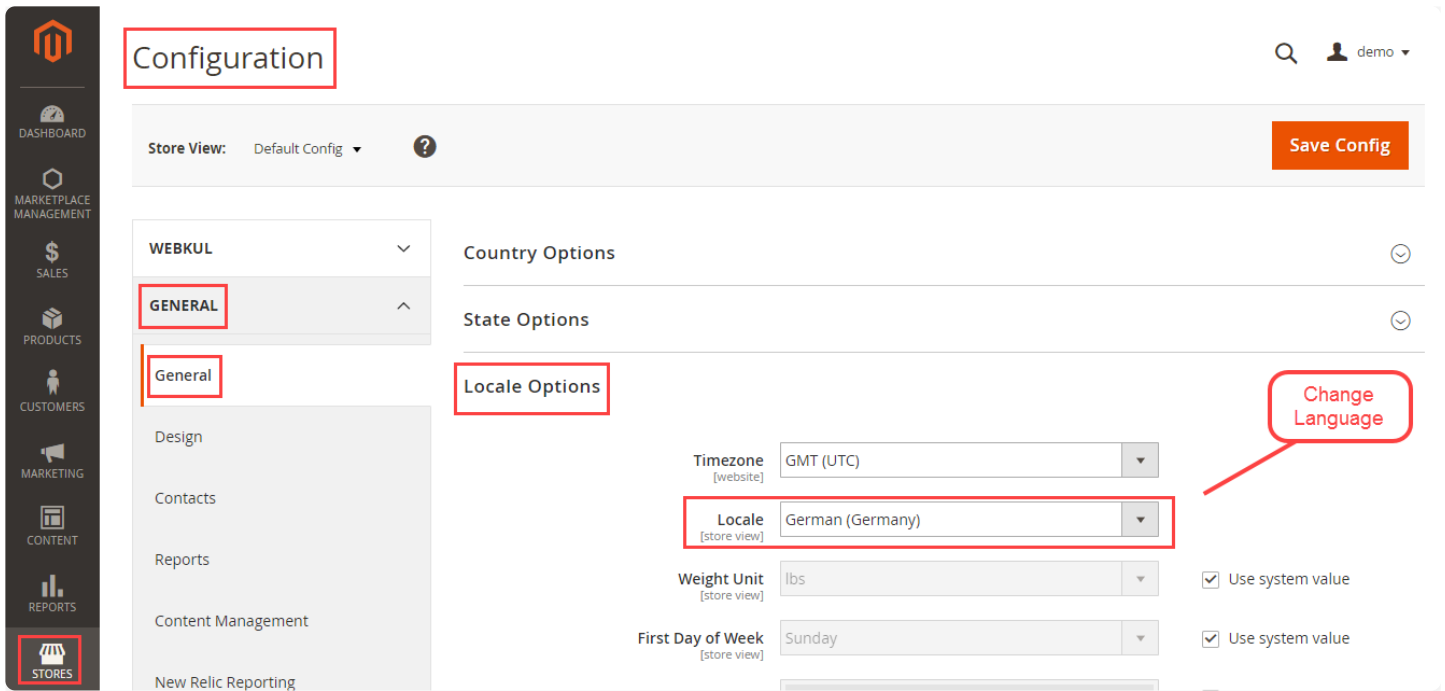 Configuration
demo
DASHBOARD
MARKETPLACE
MANAGEMENT
SALES
PRODUCTS
CUSTOMERS
MARKETING
CONTENT
REPORTS
STORES
Store View:
Default Config
?
Save Config
WEBKUL
GENERAL
General
Design
Contacts
Reports
Content Management
New Relic Reporting
Country Options
State Options
Locale Options
Change
Language
Timezone
[website]
GMT (UTC)
Locale
[store view]
German (Germany)
Weight Unit
[store view]
lbs
Use system value
First Day of Week
[store view]
Sunday
Use system value